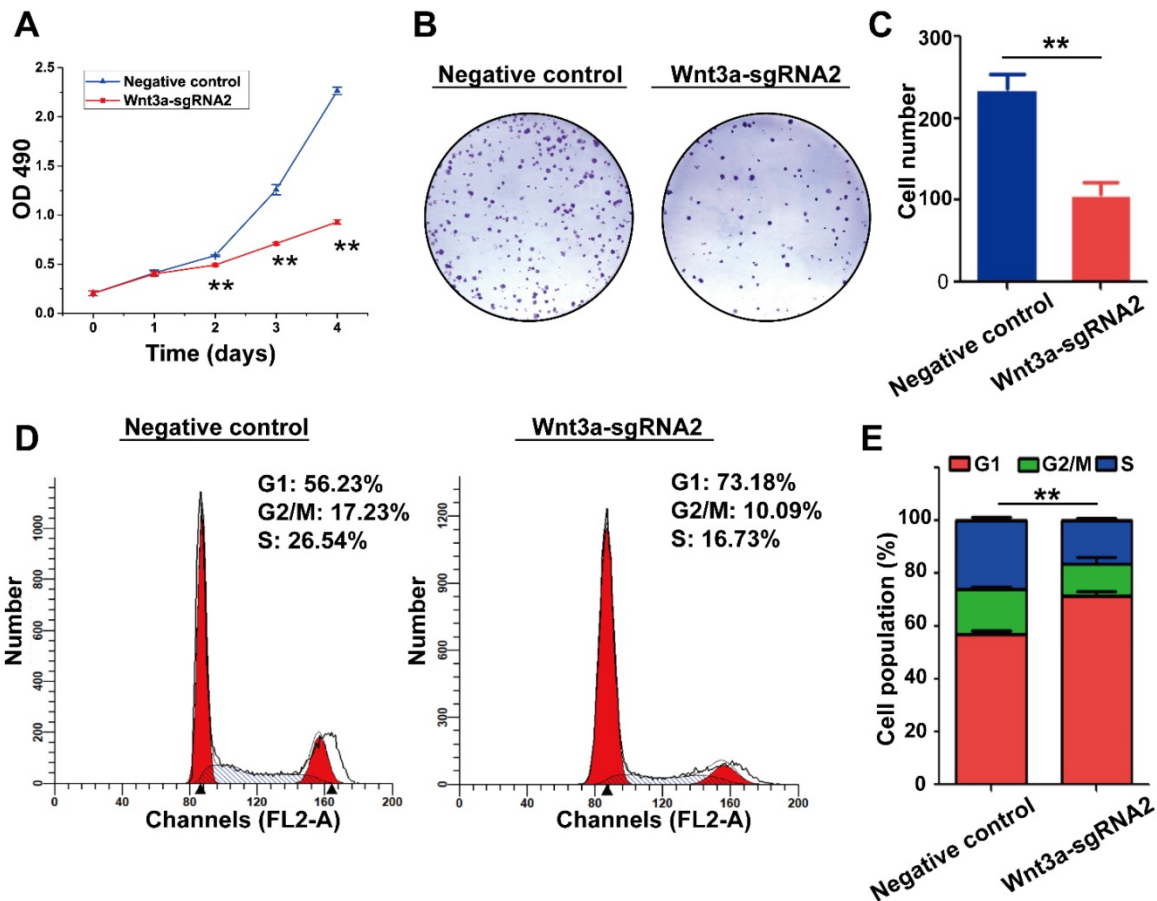 A
Negative control
Wnt3a-sgRNA2
2.5
2.0
1.5
1.0
0.5
0.0
OD 490
**
**
**
0 1 2 3 4
Time (days)
B
Negative control
Wnt3a-sgRNA2
C
300
200
100
0
Cell number
**
Negative control
Wnt3a-sgRNA2
D
Negative control
G1: 56.23%
G2/M: 17.23%
S: 26.54%
1000
800
600
400
200
0
Number
0 40 80 120 160 200
Channels (FL2-A)
Wnt3a-sgRNA2
G1: 73.18%
G2/M: 10.09%
S: 16.73%
1200
900
600
300
0
Number
0 40 80 120 160 200
Channels (FL2-A)
E
G1 G2/M S
**
100
80
60
40
20
0
Cell population (%)
Negative control
Wnt3a-sgRNA2